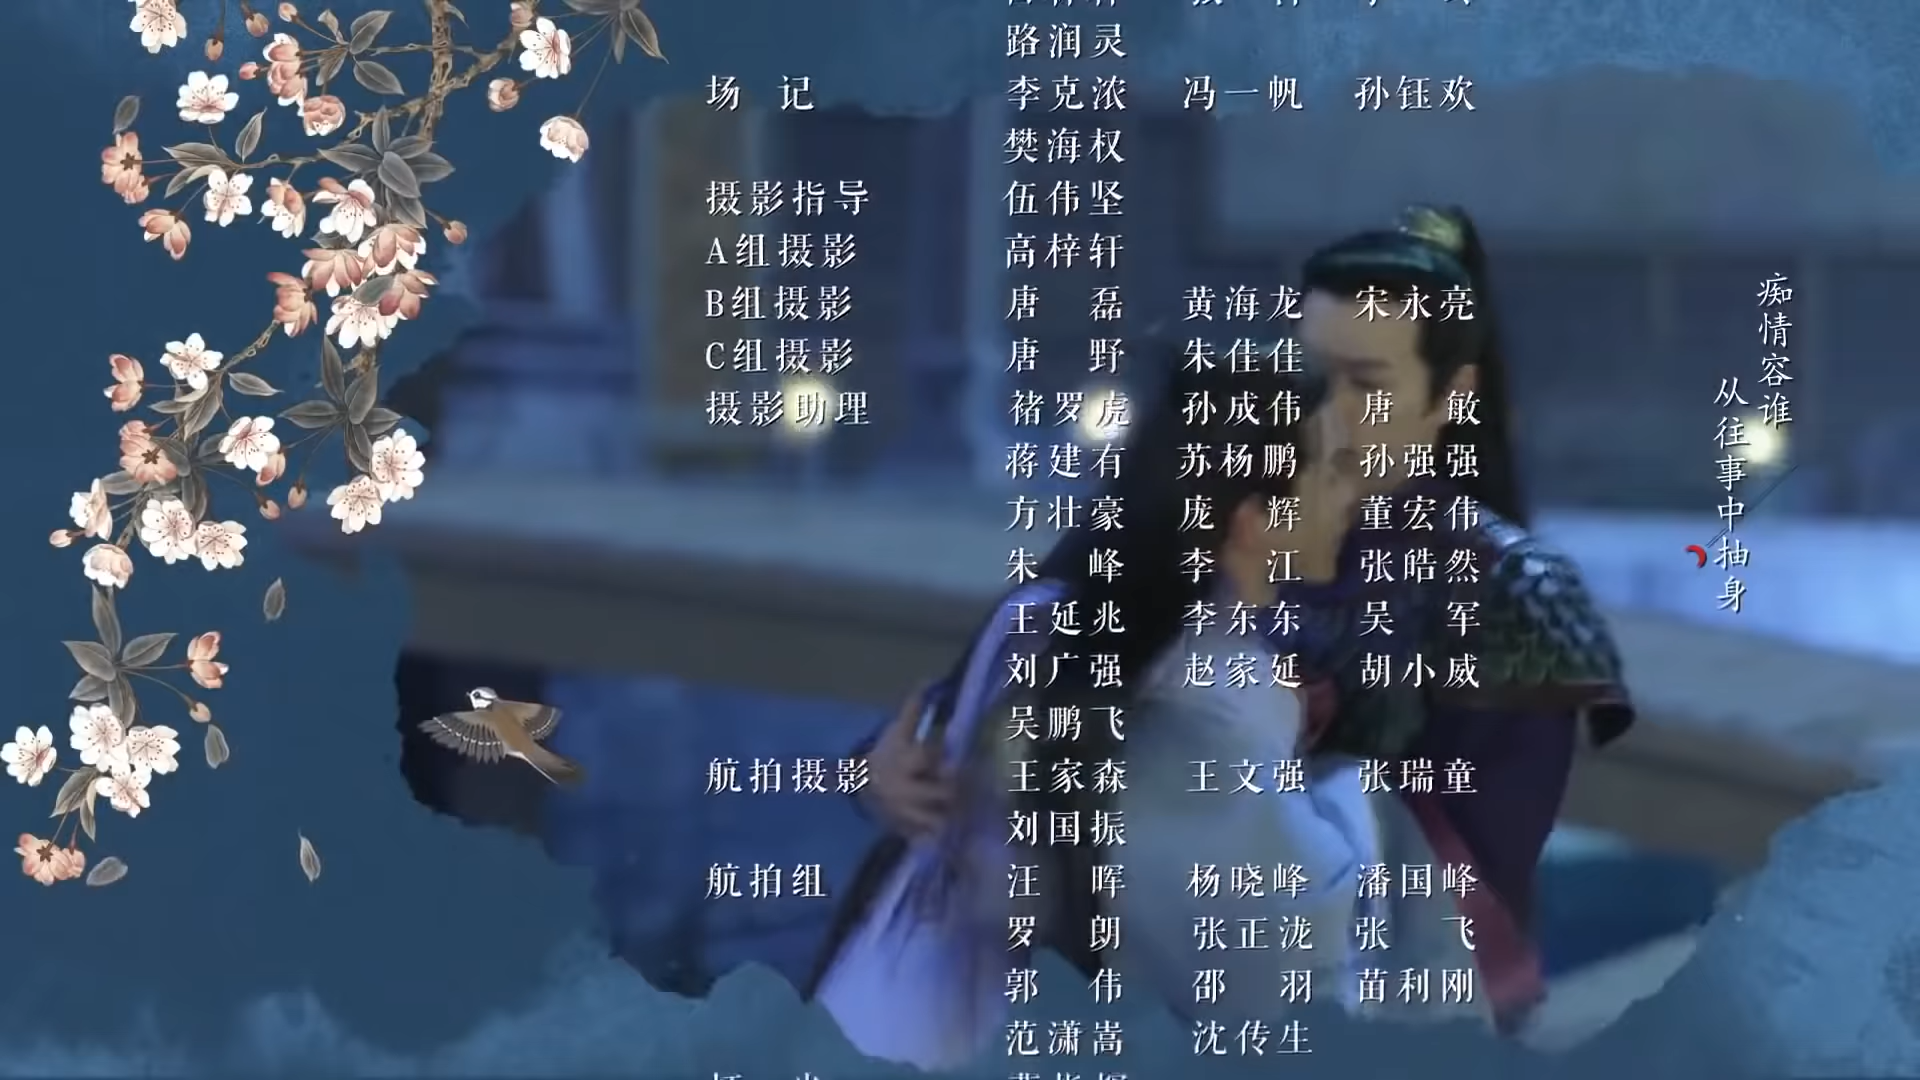 路润灵
场 记 李克浓 冯一帆 孙钰欢
樊海权
摄影指导 伍伟坚
A组摄影 高梓轩
B组摄影 唐 磊 黄海龙 宋永亮
C组摄影 唐 野 朱佳佳
摄影助理 褚罗虎 孙成伟 唐 敏
蒋建有 苏杨鹏 孙强强
方壮豪 庞 辉 董宏伟
朱 峰 李 江 张皓然
王延兆 李东东 吴 军
刘广强 赵家延 胡小威
吴鹏飞
航拍摄影 王家森 王文强 张瑞童
刘国振
航拍组 汪 晖 杨晓峰 潘国峰
罗 朗 张正泷 张 飞
郭 伟 邵 羽 苗利刚
范潇嵩 沈传生
痴情容谁
从往事中抽身